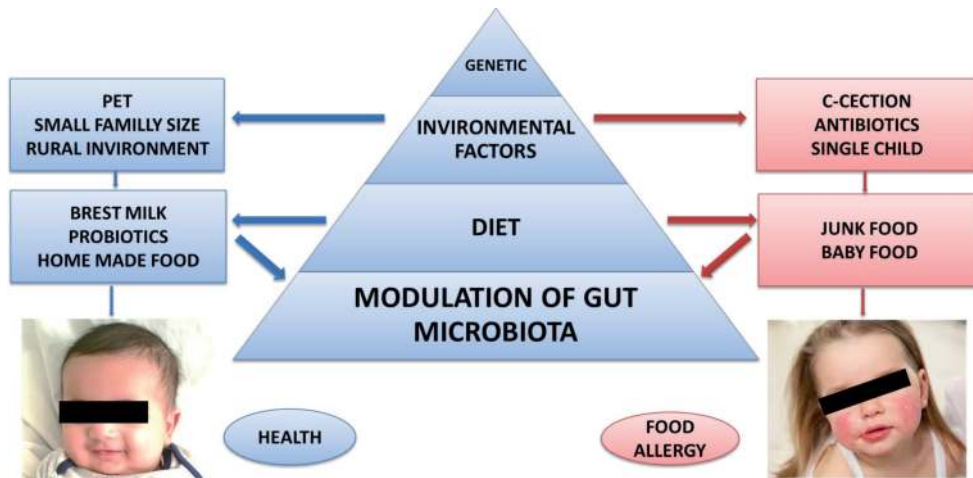 GENETIC
INVIRONMENTAL
FACTORS
DIET
MODULATION OF GUT
MICROBIOTA
PET
SMALL FAMILLY SIZE
RURAL INVIRONMENT
BREST MILK
PROBIOTICS
HOME MADE FOOD
HEALTH
C-CECTION
ANTIBIOTICS
SINGLE CHILD
JUNK FOOD
BABY FOOD
FOOD
ALLERGY